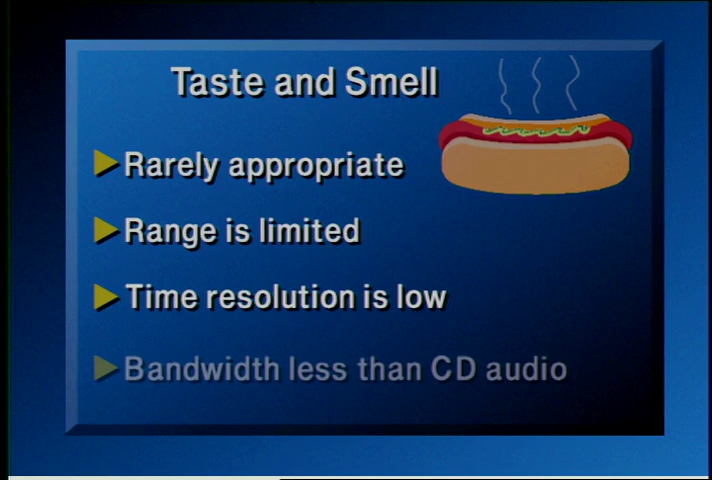 Taste and Smell
Rarely appropriate
Range is limited
Time resolution is low
Bandwidth less than CD audio